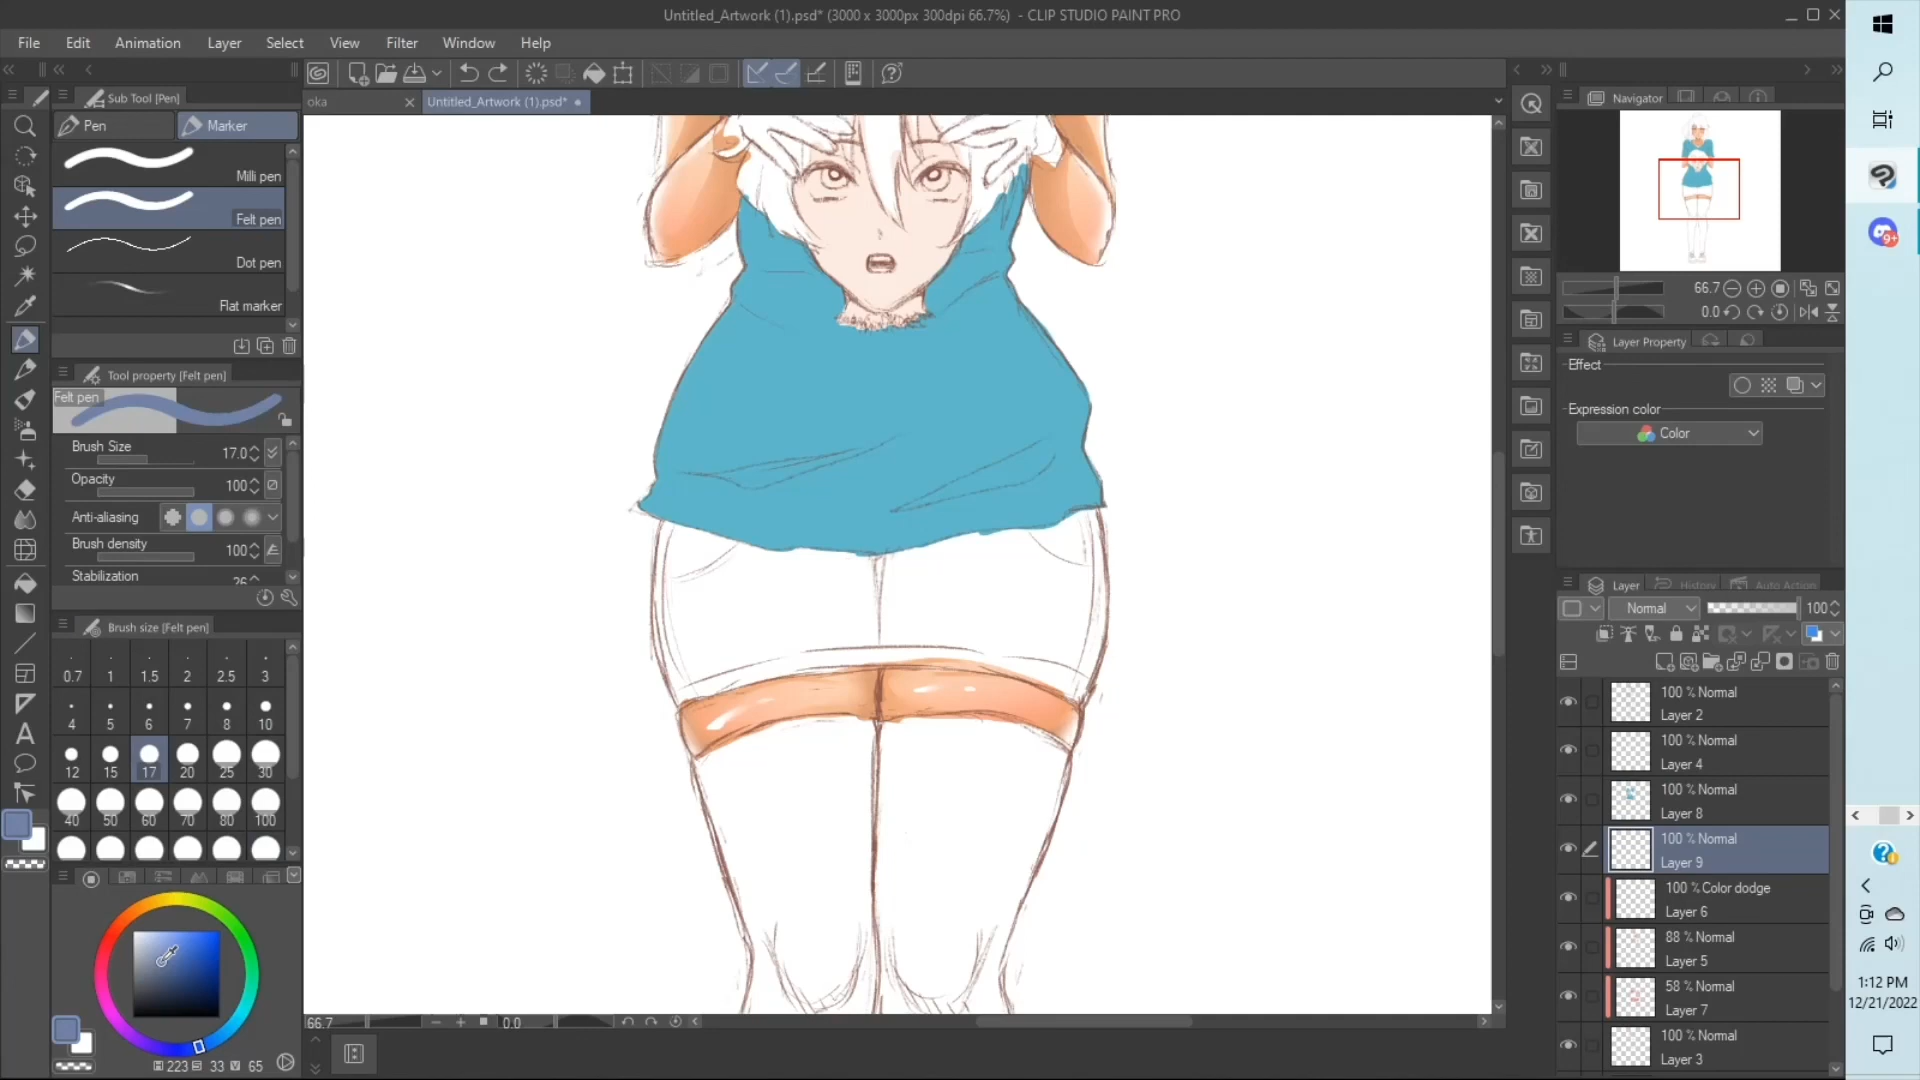 Untitled_Artwork (1).psd* (3000 x 3000px 300dpi 66.7%) - CLIP STUDIO PAINT PRO
File Edit Animation Layer Select View Filter Window Help
oka
Untitled_Artwork (1).psd*
Sub Tool [Pen]
Pen
Marker
Milli pen
Felt pen
Dot pen
Flat marker
Tool property [Felt pen]
Felt pen
Brush Size 17.0
Opacity 100
Anti-aliasing
Brush density 100
Stabilization 26
Brush size [Felt pen]
0.7 1 1.5 2 2.5 3
4 5 6 7 8 10
12 15 17 20 25 30
40 50 60 70 80 100
H 223 S 33 V 65
66.7
0.0
Navigator
66.7
0.0
Layer Property
Effect
Expression color
Color
Layer History Auto Action
Normal 100
100 % Normal
Layer 2
100 % Normal
Layer 4
100 % Normal
Layer 8
100 % Normal
Layer 9
100 % Color dodge
Layer 6
88 % Normal
Layer 5
58 % Normal
Layer 7
100 % Normal
Layer 3
9+
1:12 PM
12/21/2022